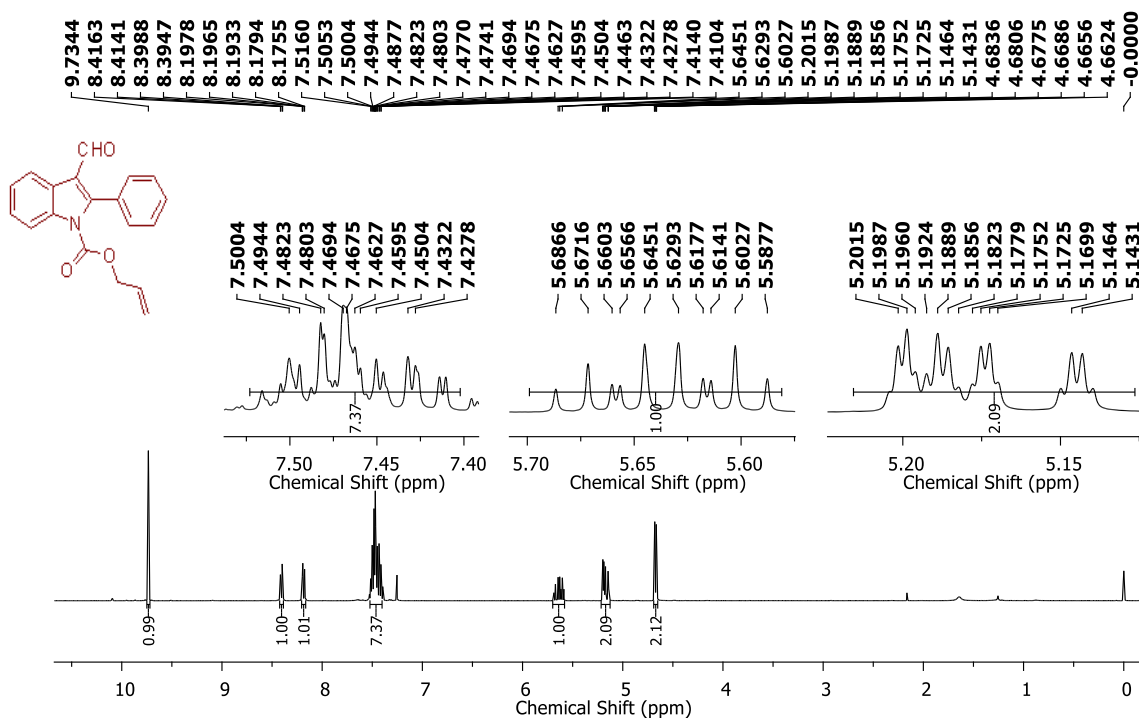 9.7344 8.4163 8.4141 8.3988 8.3947 8.1978 8.1965 8.1933 8.1794 8.1755 7.5160 7.5053 7.5004 7.4944 7.4877 7.4823 7.4803 7.4770 7.4741 7.4694 7.4675 7.4627 7.4595 7.4504 7.4463 7.4322 7.4278 7.4140 7.4104 5.6451 5.6293 5.6027 5.2015 5.1987 5.1889 5.1856 5.1752 5.1725 5.1464 5.1431 4.6836 4.6806 4.6775 4.6686 4.6656 4.6624 -0.0000
CHO
N
O
O
7.5004 7.4944 7.4823 7.4803 7.4694 7.4675 7.4627 7.4595 7.4504 7.4322 7.4278
5.6866 5.6716 5.6603 5.6566 5.6451 5.6293 5.6177 5.6141 5.6027 5.5877
5.2015 5.1987 5.1960 5.1924 5.1889 5.1856 5.1823 5.1779 5.1752 5.1725 5.1699 5.1464 5.1431
7.37
1.00
2.09
7.50 7.45 7.40
Chemical Shift (ppm)
5.70 5.65 5.60
Chemical Shift (ppm)
5.20 5.15
Chemical Shift (ppm)
0.99 1.00 1.01 7.37 1.00 2.09 2.12
10 9 8 7 6 5 4 3 2 1 0
Chemical Shift (ppm)